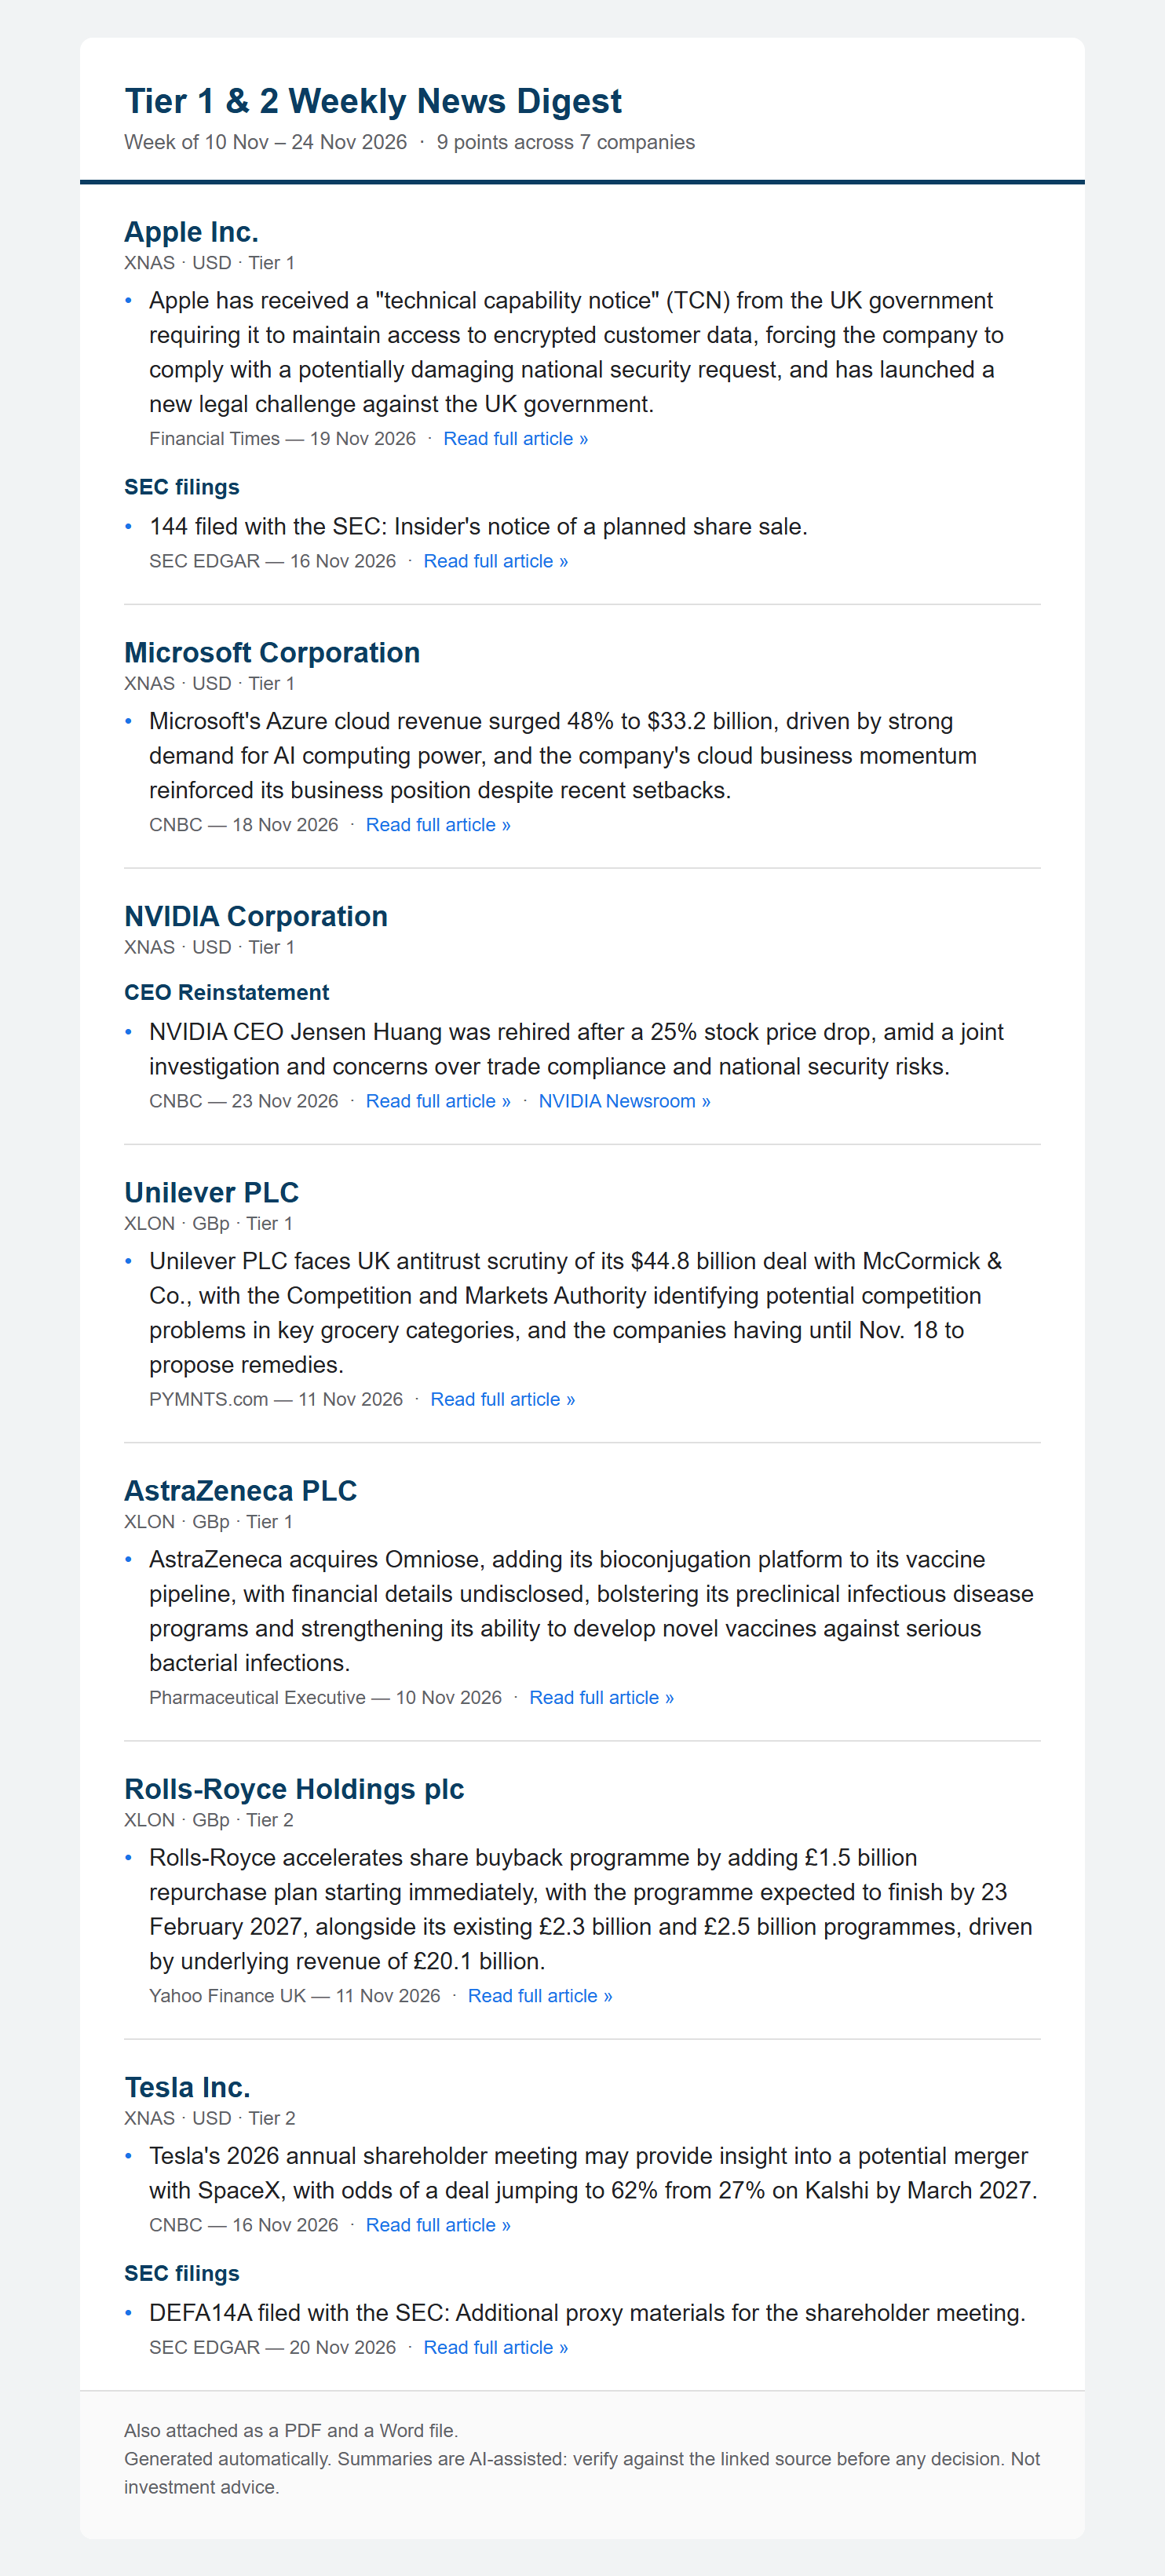 Tier 1 & 2 Weekly News Digest
Week of 10 Nov – 24 Nov 2026 · 9 points across 7 companies
Apple Inc.
XNAS · USD · Tier 1
• Apple has received a "technical capability notice" (TCN) from the UK government
requiring it to maintain access to encrypted customer data, forcing the company to
comply with a potentially damaging national security request, and has launched a
new legal challenge against the UK government.
Financial Times — 19 Nov 2026 · Read full article »
SEC filings
• 144 filed with the SEC: Insider's notice of a planned share sale.
SEC EDGAR — 16 Nov 2026 · Read full article »
Microsoft Corporation
XNAS · USD · Tier 1
• Microsoft's Azure cloud revenue surged 48% to $33.2 billion, driven by strong
demand for AI computing power, and the company's cloud business momentum
reinforced its business position despite recent setbacks.
CNBC — 18 Nov 2026 · Read full article »
NVIDIA Corporation
XNAS · USD · Tier 1
CEO Reinstatement
• NVIDIA CEO Jensen Huang was rehired after a 25% stock price drop, amid a joint
investigation and concerns over trade compliance and national security risks.
CNBC — 23 Nov 2026 · Read full article » · NVIDIA Newsroom »
Unilever PLC
XLON · GBp · Tier 1
• Unilever PLC faces UK antitrust scrutiny of its $44.8 billion deal with McCormick &
Co., with the Competition and Markets Authority identifying potential competition
problems in key grocery categories, and the companies having until Nov. 18 to
propose remedies.
PYMNTS.com — 11 Nov 2026 · Read full article »
AstraZeneca PLC
XLON · GBp · Tier 1
• AstraZeneca acquires Omniose, adding its bioconjugation platform to its vaccine
pipeline, with financial details undisclosed, bolstering its preclinical infectious disease
programs and strengthening its ability to develop novel vaccines against serious
bacterial infections.
Pharmaceutical Executive — 10 Nov 2026 · Read full article »
Rolls-Royce Holdings plc
XLON · GBp · Tier 2
• Rolls-Royce accelerates share buyback programme by adding £1.5 billion
repurchase plan starting immediately, with the programme expected to finish by 23
February 2027, alongside its existing £2.3 billion and £2.5 billion programmes, driven
by underlying revenue of £20.1 billion.
Yahoo Finance UK — 11 Nov 2026 · Read full article »
Tesla Inc.
XNAS · USD · Tier 2
• Tesla's 2026 annual shareholder meeting may provide insight into a potential merger
with SpaceX, with odds of a deal jumping to 62% from 27% on Kalshi by March 2027.
CNBC — 16 Nov 2026 · Read full article »
SEC filings
• DEFA14A filed with the SEC: Additional proxy materials for the shareholder meeting.
SEC EDGAR — 20 Nov 2026 · Read full article »
Also attached as a PDF and a Word file.
Generated automatically. Summaries are AI-assisted: verify against the linked source before any decision. Not
investment advice.